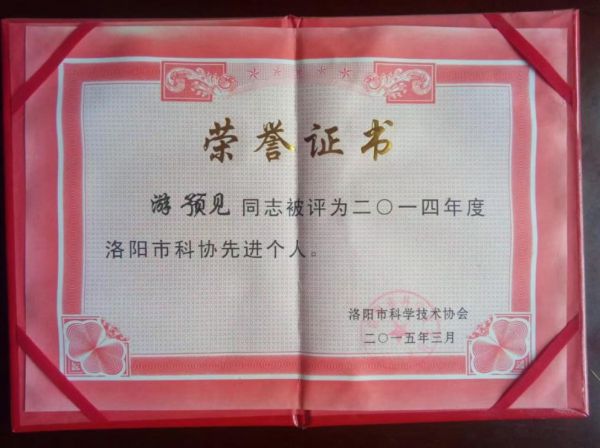 荣誉证书
游预见同志被评为二〇一四年度
洛阳市科协先进个人。
洛阳市科学技术协会
二〇一五年三月